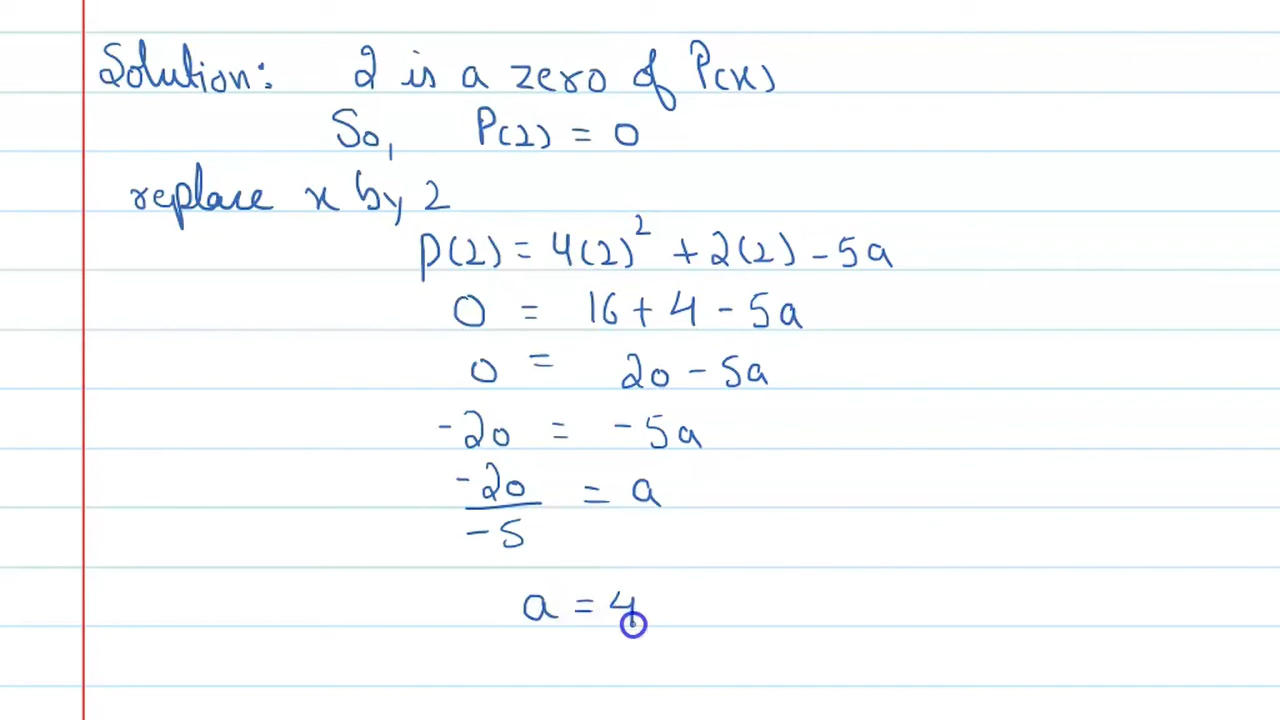 Solution: 2 is a zero of P(x)
So, P(2) = 0
replace x by 2
p(2) = 4(2)² + 2(2) - 5a
0 = 16 + 4 - 5a
0 = 20 - 5a
-20 = -5a
-20/-5 = a
a = 4